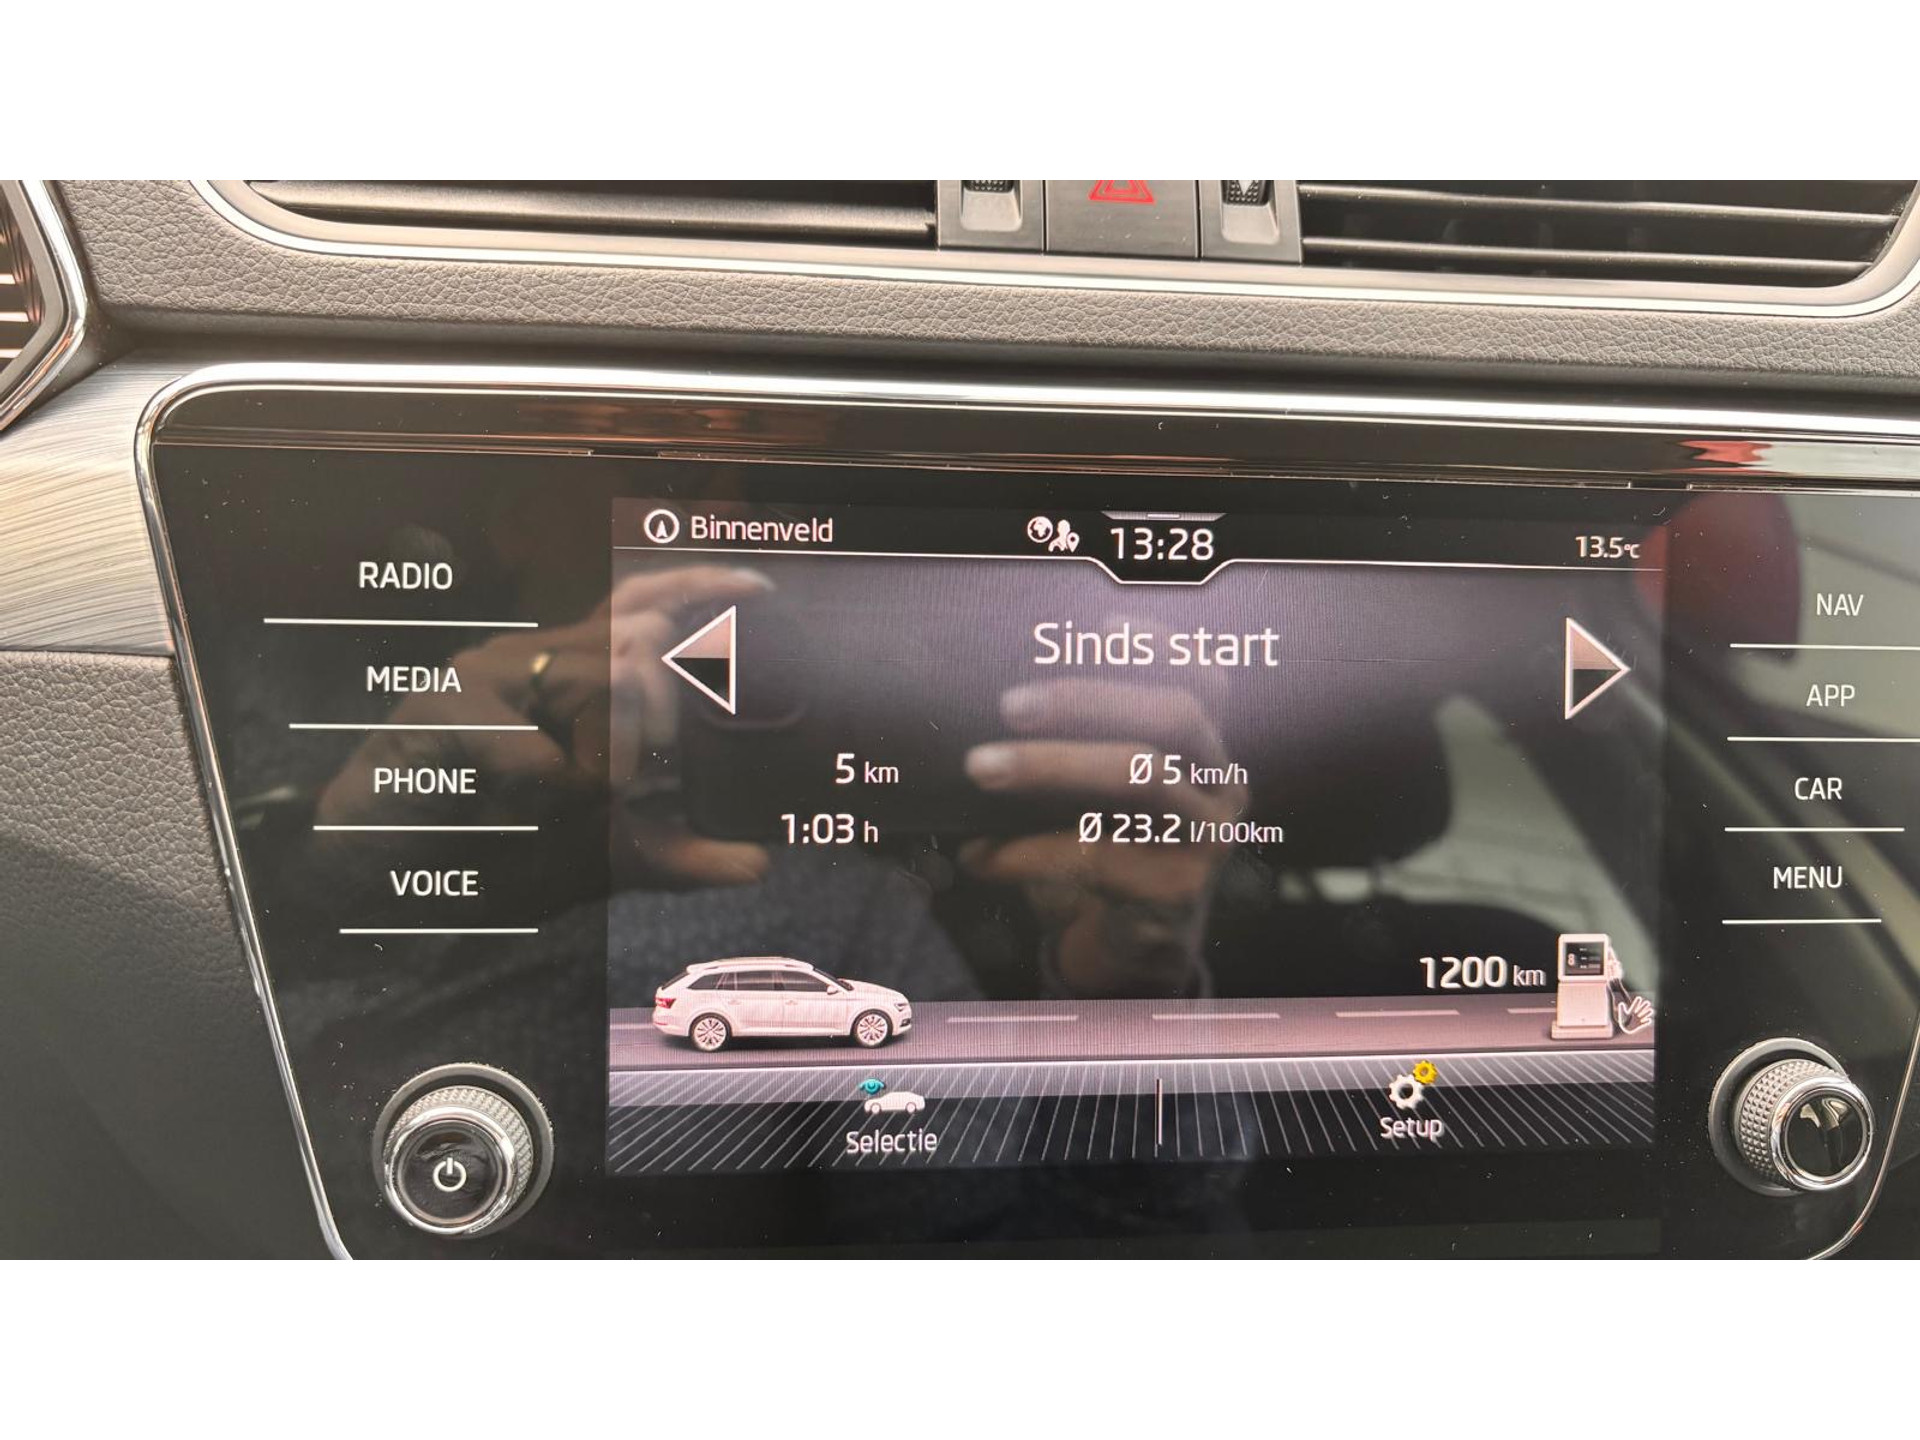 Binnenveld
13:28
13.5°C
RADIO
MEDIA
PHONE
VOICE
Sinds start
5 km
Ø 5 km/h
1:03 h
Ø 23.2 l/100km
1200 km
8
Selectie
Setup
NAV
APP
CAR
MENU